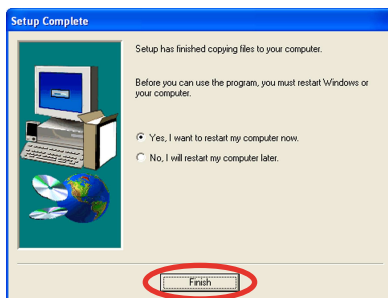 Setup Complete
Setup has finished copying files to your computer.
Before you can use the program, you must restart Windows or
your computer.
Yes, I want to restart my computer now.
No, I will restart my computer later.
Finish